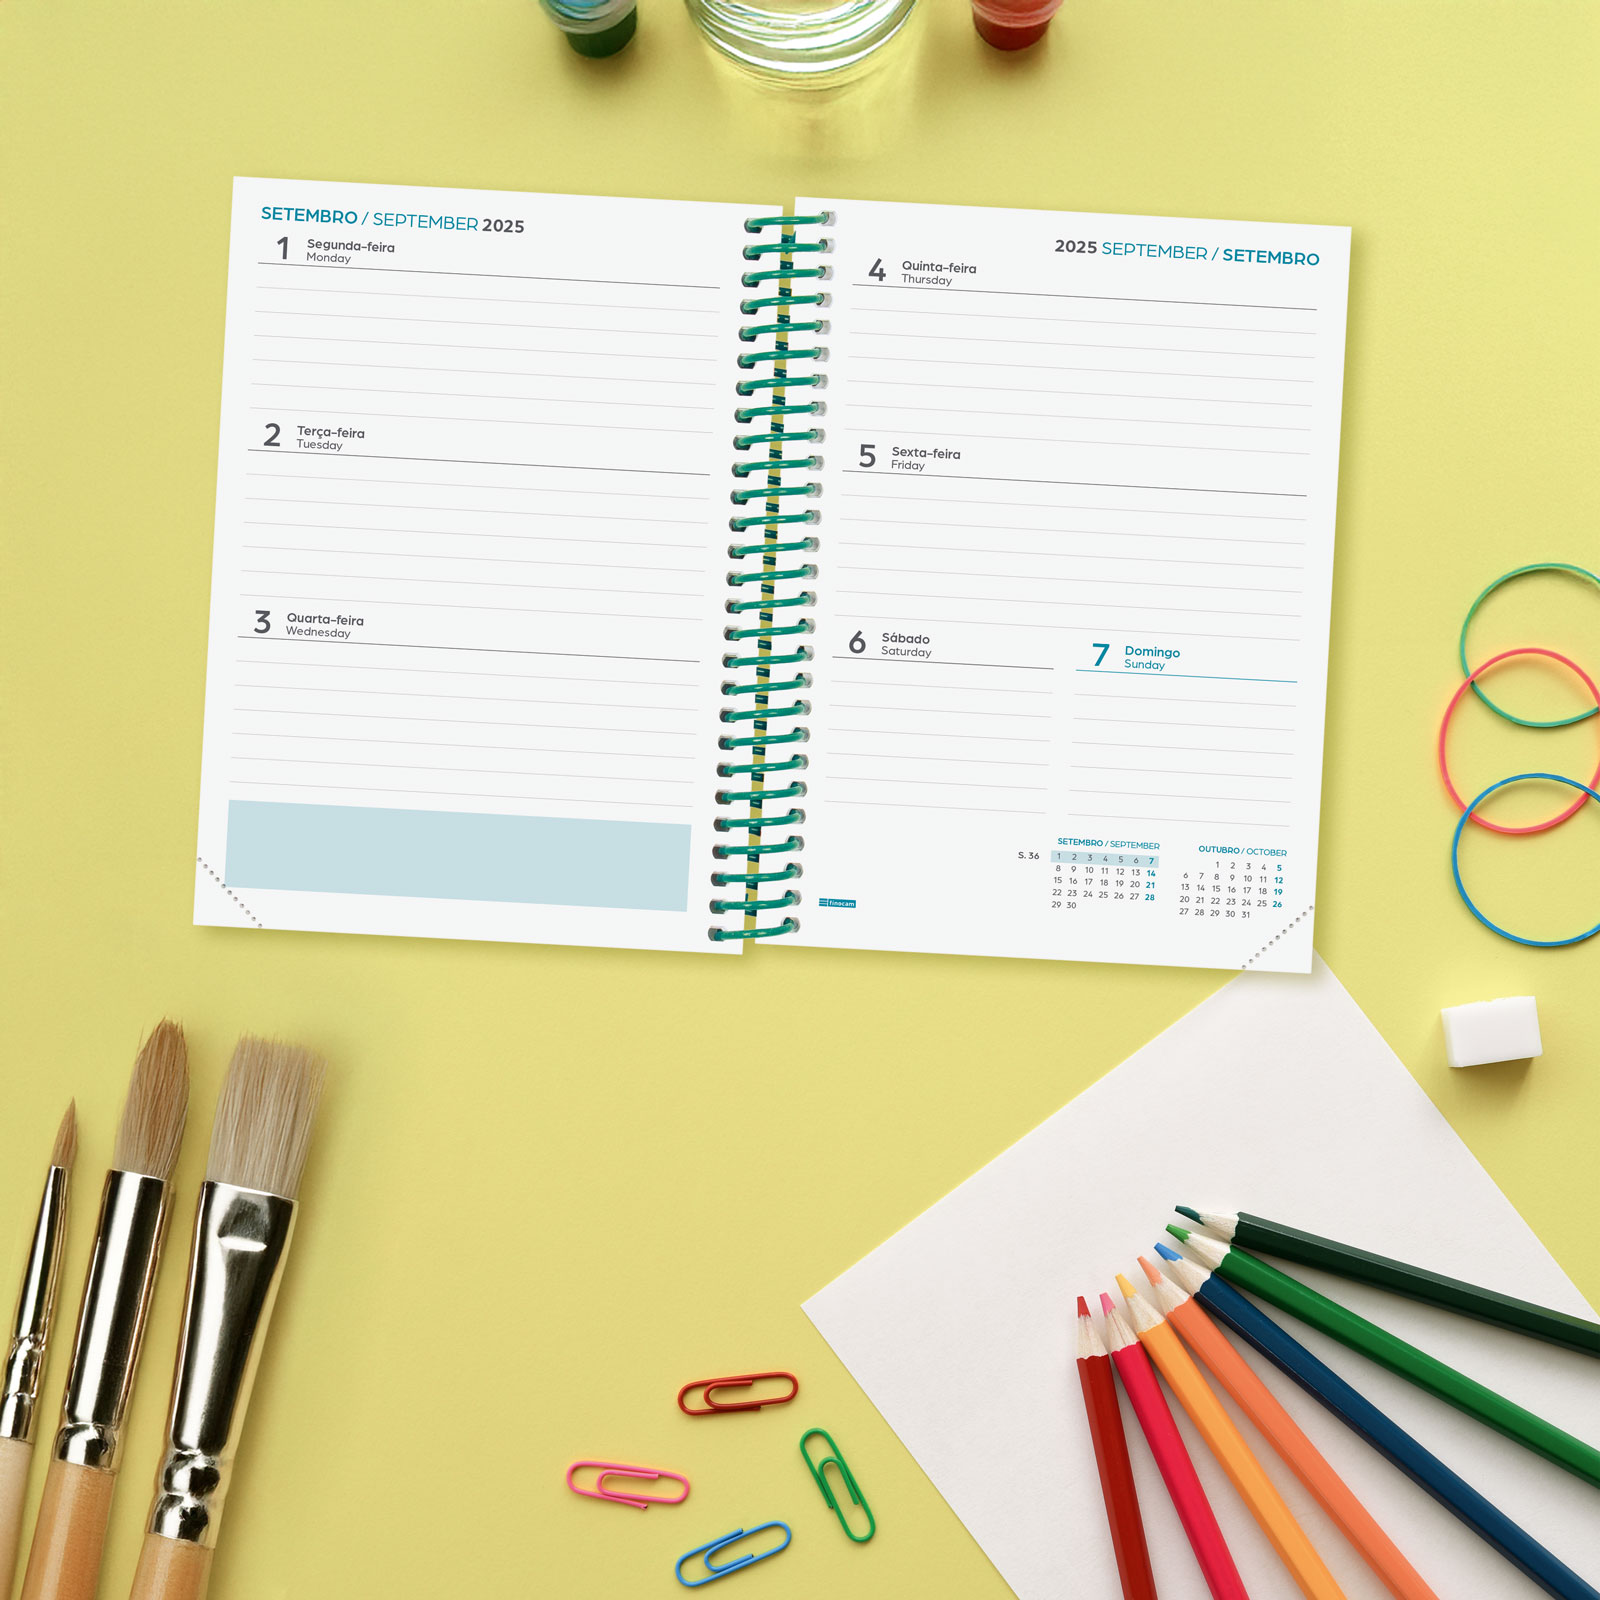 SETEMBRO / SEPTEMBER 2025
1 Segunda-feira
Monday
2 Terça-feira
Tuesday
3 Quarta-feira
Wednesday
2025 SEPTEMBER / SETEMBRO
4 Quinta-feira
Thursday
5 Sexta-feira
Friday
6 Sábado
Saturday
7 Domingo
Sunday
SETEMBRO / SEPTEMBER
S. 36 1 2 3 4 5 6 7
8 9 10 11 12 13 14
15 16 17 18 19 20 21
22 23 24 25 26 27 28
29 30
OUTUBRO / OCTOBER
1 2 3 4 5
6 7 8 9 10 11 12
13 14 15 16 17 18 19
20 21 22 23 24 25 26
27 28 29 30 31
finocam